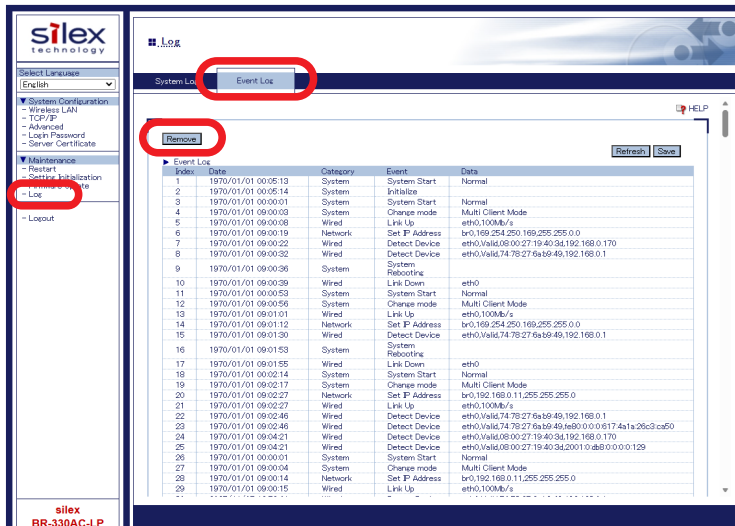 silex
technology
Select Language
English
▼ System Configuration
- Wireless LAN
- TCP/IP
- Advanced
- Login Password
- Server Certificate
▼ Maintenance
- Restart
- Setting Initialization
- Log
- Logout
silex
BR-330AC-LP
Log
System Log
Event Log
HELP
Remove
Refresh Save
▶ Event Log
Index Date Category Event Data
1 1970/01/01 00:05:13 System System Start Normal
2 1970/01/01 00:05:14 System Initialize
3 1970/01/01 00:00:01 System System Start Normal
4 1970/01/01 09:00:03 System Change mode Multi Client Mode
5 1970/01/01 09:00:08 Wired Link Up eth0,100Mb/s
6 1970/01/01 09:00:19 Network Set IP Address br0,169.254.250.169,255.255.0.0
7 1970/01/01 09:00:22 Wired Detect Device eth0,Valid,08:00:27:19:40:3d,192.168.0.170
8 1970/01/01 09:00:32 Wired Detect Device eth0,Valid,74:78:27:6a:b9:49,192.168.0.1
9 1970/01/01 09:00:36 System System Rebooting
10 1970/01/01 09:00:39 Wired Link Down eth0
11 1970/01/01 00:00:53 System System Start Normal
12 1970/01/01 09:00:56 System Change mode Multi Client Mode
13 1970/01/01 09:01:01 Wired Link Up eth0,100Mb/s
14 1970/01/01 09:01:12 Network Set IP Address br0,169.254.250.169,255.255.0.0
15 1970/01/01 09:01:30 Wired Detect Device eth0,Valid,74:78:27:6a:b9:49,192.168.0.1
16 1970/01/01 09:01:53 System System Rebooting
17 1970/01/01 09:01:55 Wired Link Down eth0
18 1970/01/01 00:02:14 System System Start Normal
19 1970/01/01 09:02:17 System Change mode Multi Client Mode
20 1970/01/01 09:02:27 Network Set IP Address br0,192.168.0.11,255.255.255.0
21 1970/01/01 09:02:27 Wired Link Up eth0,100Mb/s
22 1970/01/01 09:02:46 Wired Detect Device eth0,Valid,74:78:27:6a:b9:49,192.168.0.1
23 1970/01/01 09:02:46 Wired Detect Device eth0,Valid,74:78:27:6a:b9:49,fe80:0:0:0:617:4a1a:26c3:ca50
24 1970/01/01 09:04:21 Wired Detect Device eth0,Valid,08:00:27:19:40:3d,192.168.0.170
25 1970/01/01 09:04:21 Wired Detect Device eth0,Valid,08:00:27:19:40:3d,2001:0:db8:0:0:0:0:129
26 1970/01/01 00:00:01 System System Start Normal
27 1970/01/01 09:00:04 System Change mode Multi Client Mode
28 1970/01/01 09:00:14 Network Set IP Address br0,192.168.0.11,255.255.255.0
29 1970/01/01 09:00:15 Wired Link Up eth0,100Mb/s